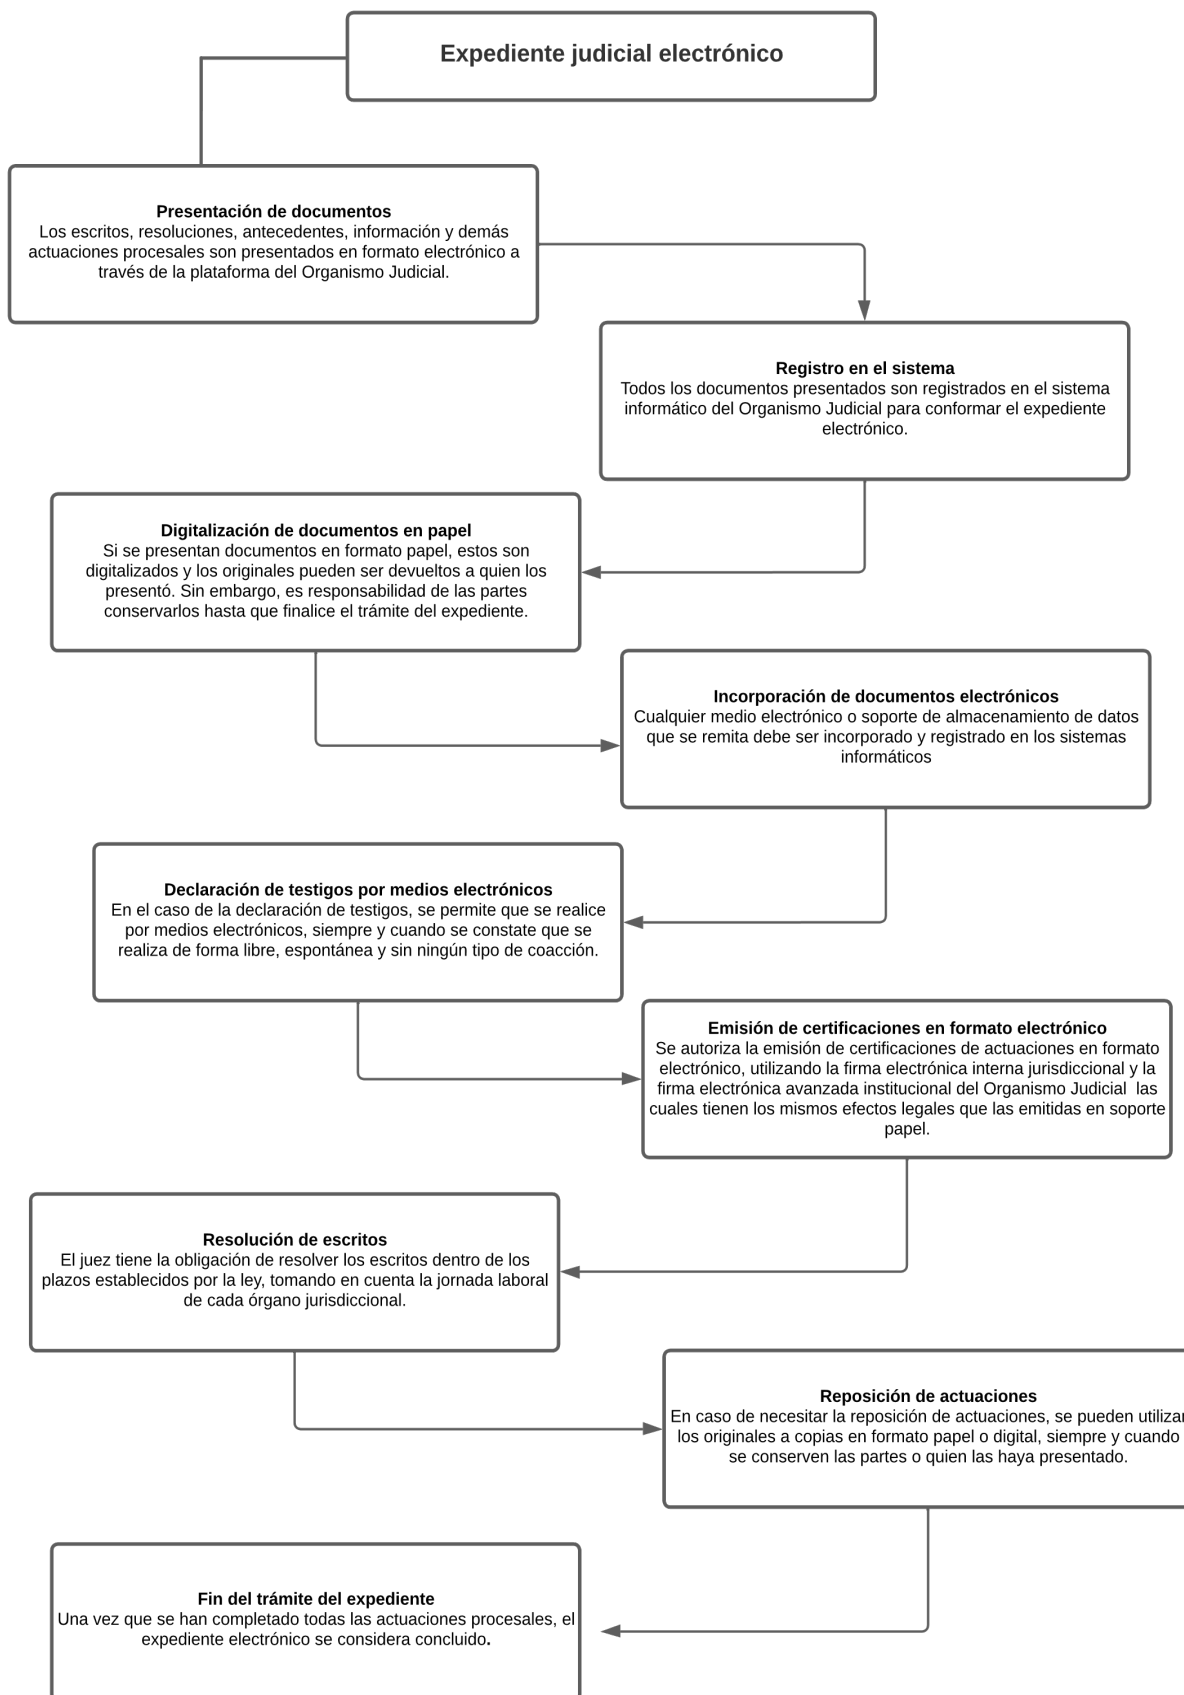 Expediente judicial electrónico
Presentación de documentos
Los escritos, resoluciones, antecedentes, información y demás
actuaciones procesales son presentados en formato electrónico a
través de la plataforma del Organismo Judicial.
Registro en el sistema
Todos los documentos presentados son registrados en el sistema
informático del Organismo Judicial para conformar el expediente
electrónico.
Digitalización de documentos en papel
Si se presentan documentos en formato papel, estos son
digitalizados y los originales pueden ser devueltos a quien los
presentó. Sin embargo, es responsabilidad de las partes
conservarlos hasta que finalice el trámite del expediente.
Incorporación de documentos electrónicos
Cualquier medio electrónico o soporte de almacenamiento de datos
que se remita debe ser incorporado y registrado en los sistemas
informáticos
Declaración de testigos por medios electrónicos
En el caso de la declaración de testigos, se permite que se realice
por medios electrónicos, siempre y cuando se constate que se
realiza de forma libre, espontánea y sin ningún tipo de coacción.
Emisión de certificaciones en formato electrónico
Se autoriza la emisión de certificaciones de actuaciones en formato
electrónico, utilizando la firma electrónica interna jurisdiccional y la
firma electrónica avanzada institucional del Organismo Judicial las
cuales tienen los mismos efectos legales que las emitidas en soporte
papel.
Resolución de escritos
El juez tiene la obligación de resolver los escritos dentro de los
plazos establecidos por la ley, tomando en cuenta la jornada laboral
de cada órgano jurisdiccional.
Reposición de actuaciones
En caso de necesitar la reposición de actuaciones, se pueden utilizar
los originales a copias en formato papel o digital, siempre y cuando
se conserven las partes o quien las haya presentado.
Fin del trámite del expediente
Una vez que se han completado todas las actuaciones procesales, el
expediente electrónico se considera concluido.